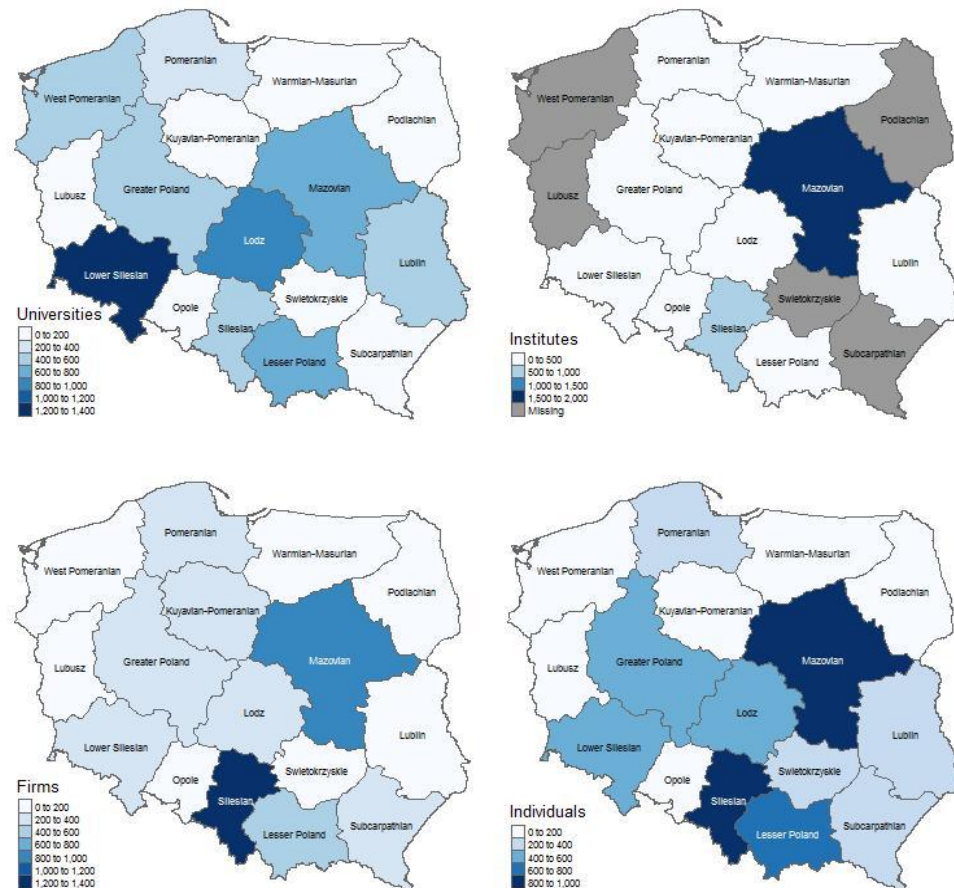 Pomeranian
Warmian-Masurian
West Pomeranian
Podlachian
Kuyavian-Pomeranian
Greater Poland
Mazovian
Lubusz
Lodz
Lublin
Lower Silesian
Opole
Swietokrzyskie
Silesian
Subcarpathian
Lesser Poland
Universities
0 to 200
200 to 400
400 to 600
600 to 800
800 to 1,000
1,000 to 1,200
1,200 to 1,400
Pomeranian
Warmian-Masurian
West Pomeranian
Podlachian
Kuyavian-Pomeranian
Greater Poland
Mazovian
Lubusz
Lodz
Lublin
Lower Silesian
Opole
Swietokrzyskie
Silesian
Subcarpathian
Lesser Poland
Institutes
0 to 500
500 to 1,000
1,000 to 1,500
1,500 to 2,000
Missing
Pomeranian
Warmian-Masurian
West Pomeranian
Podlachian
Kuyavian-Pomeranian
Greater Poland
Mazovian
Lubusz
Lodz
Lublin
Lower Silesian
Opole
Swietokrzyskie
Silesian
Subcarpathian
Lesser Poland
Firms
0 to 200
200 to 400
400 to 600
600 to 800
800 to 1,000
1,000 to 1,200
1,200 to 1,400
Pomeranian
Warmian-Masurian
West Pomeranian
Podlachian
Kuyavian-Pomeranian
Greater Poland
Mazovian
Lubusz
Lodz
Lublin
Lower Silesian
Opole
Swietokrzyskie
Silesian
Subcarpathian
Lesser Poland
Individuals
0 to 200
200 to 400
400 to 600
600 to 800
800 to 1,000